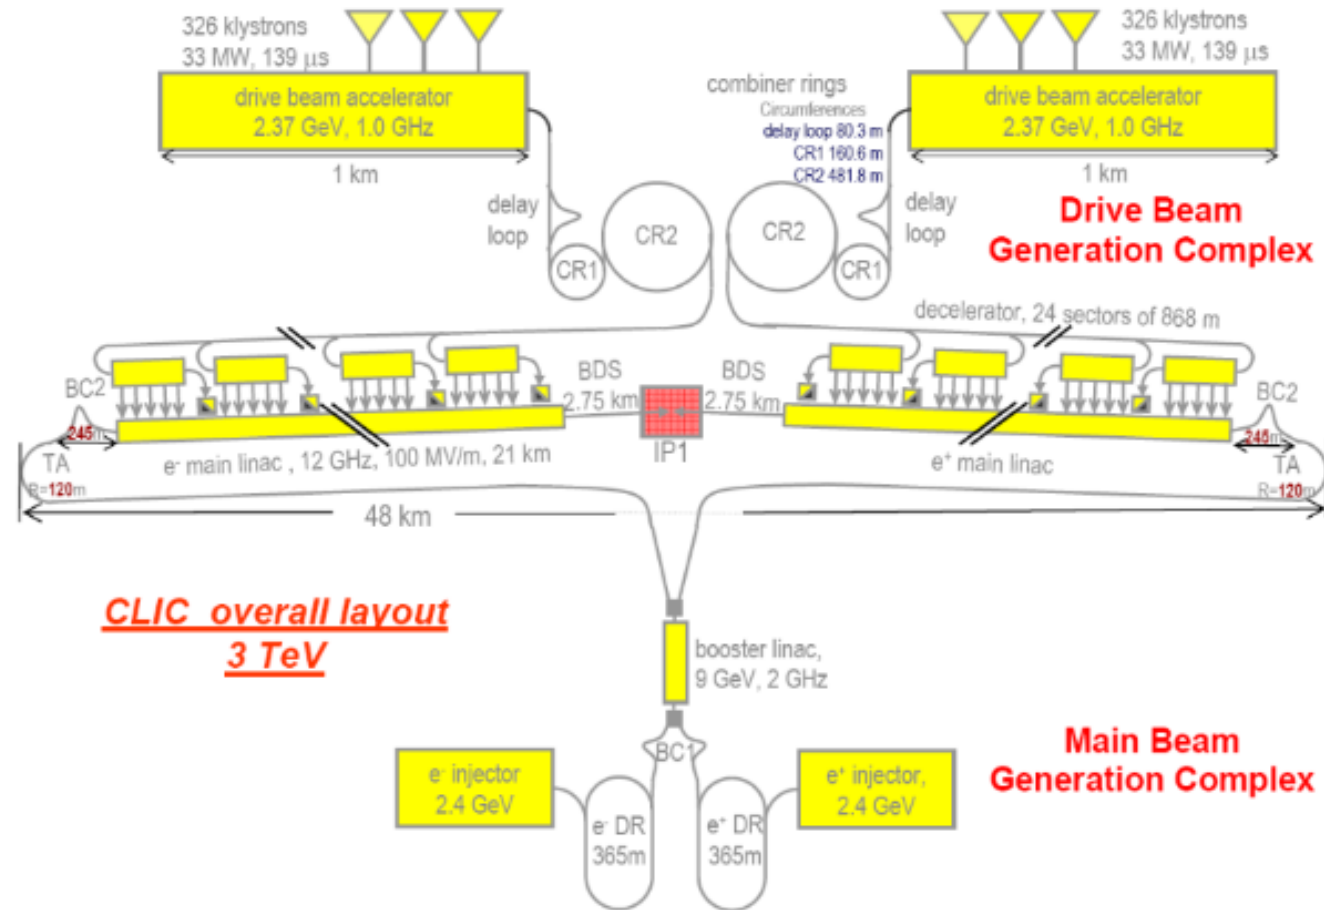 326 klystrons
33 MW, 139 μs
drive beam accelerator
2.37 GeV, 1.0 GHz
1 km
delay
loop
CR1
CR2
combiner rings
Circumferences
delay loop 80.3 m
CR1 160.6 m
CR2 481.8 m
326 klystrons
33 MW, 139 μs
drive beam accelerator
2.37 GeV, 1.0 GHz
1 km
delay
loop
CR2
CR1
Drive Beam
Generation Complex
decelerator, 24 sectors of 868 m
BC2
245m
TA
R=120m
BDS
2.75 km
IP1
BDS
2.75 km
BC2
245m
TA
R=120m
e- main linac , 12 GHz, 100 MV/m, 21 km
e+ main linac
48 km
CLIC overall layout
3 TeV
booster linac,
9 GeV, 2 GHz
BC1
e- injector
2.4 GeV
e- DR
365m
e+ DR
365m
e+ injector,
2.4 GeV
Main Beam
Generation Complex